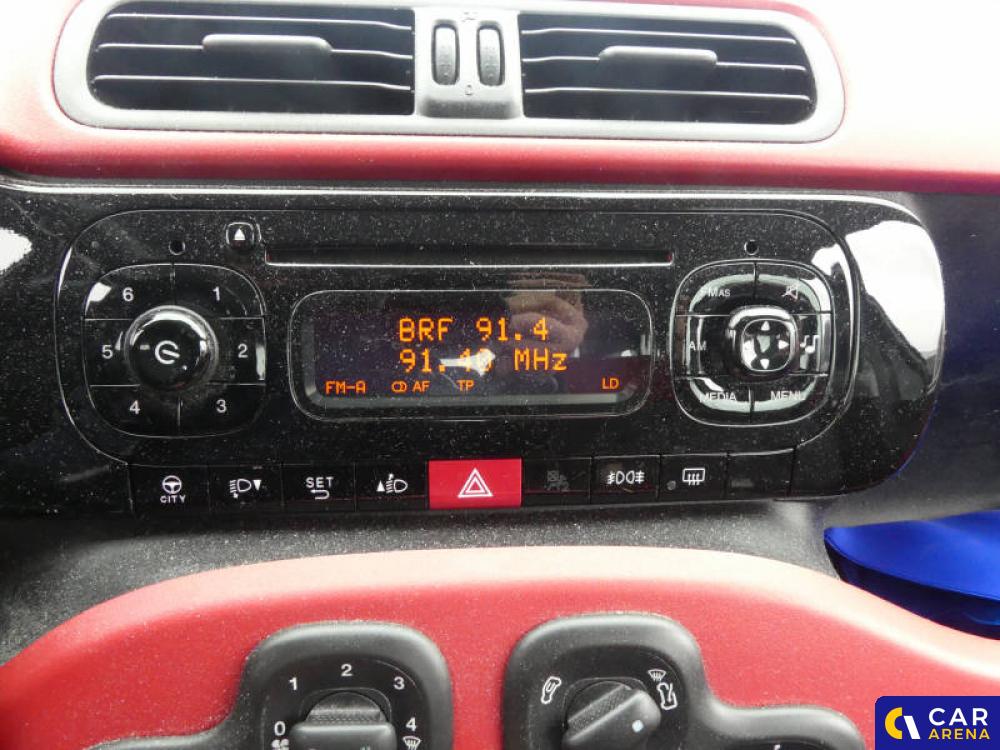 6 1
5 2
4 3
BRF 91.4
91.40 MHz
FM-A AF TP LD
AM
MEDIA MENU
CITY
SET
0 1 2 3 4
CAR
ARENA